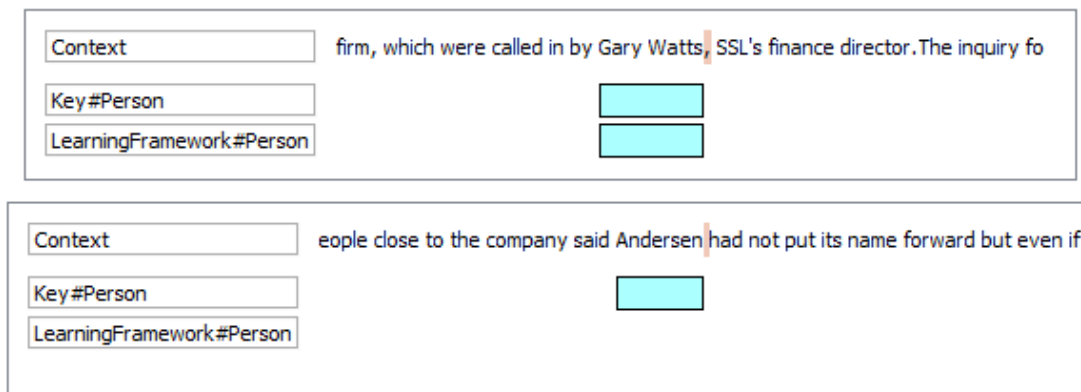 Context firm, which were called in by Gary Watts, SSL's finance director.The inquiry fo
Key#Person
LearningFramework#Person
Context eople close to the company said Andersen had not put its name forward but even if
Key#Person
LearningFramework#Person